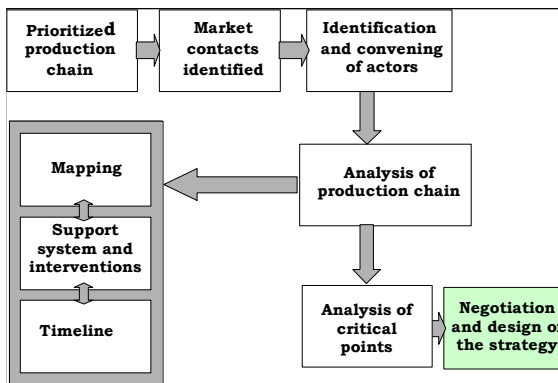 Prioritized
production
chain
Market
contacts
identified
Identification
and convening
of actors
Analysis of
production chain
Mapping
Support
system and
interventions
Timeline
Analysis of
critical
points
Negotiation
and design of
the strategy